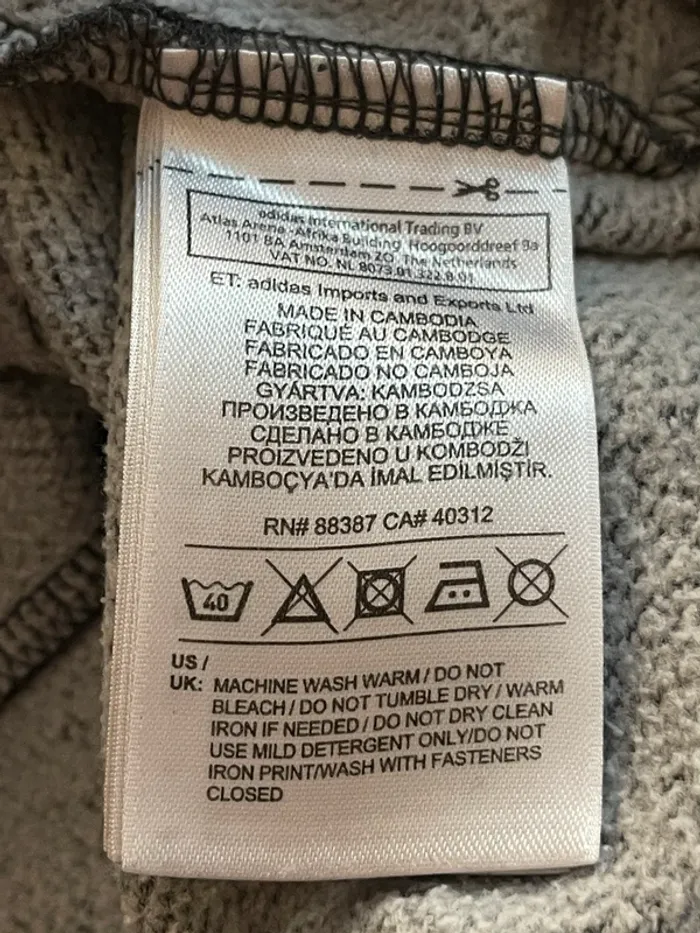 adidas International Trading BV
Atlas Arena - Afrika Building, Hoogoorddreef 9a
1101 BA Amsterdam ZO, The Netherlands
VAT NO. NL 8073.01.322.B.01
ET: adidas Imports and Exports Ltd
MADE IN CAMBODIA
FABRIQUÉ AU CAMBODGE
FABRICADO EN CAMBOYA
FABRICADO NO CAMBOJA
GYÁRTVA: KAMBODZSA
ПРОИЗВЕДЕНО В КАМБОДЖА
СДЕЛАНО В КАМБОДЖЕ
PROIZVEDENO U KOMBODŽI
KAMBOÇYA'DA İMAL EDİLMİŞTİR.
RN# 88387 CA# 40312
40
US /
UK: MACHINE WASH WARM / DO NOT
BLEACH / DO NOT TUMBLE DRY / WARM
IRON IF NEEDED / DO NOT DRY CLEAN
USE MILD DETERGENT ONLY/DO NOT
IRON PRINT/WASH WITH FASTENERS
CLOSED